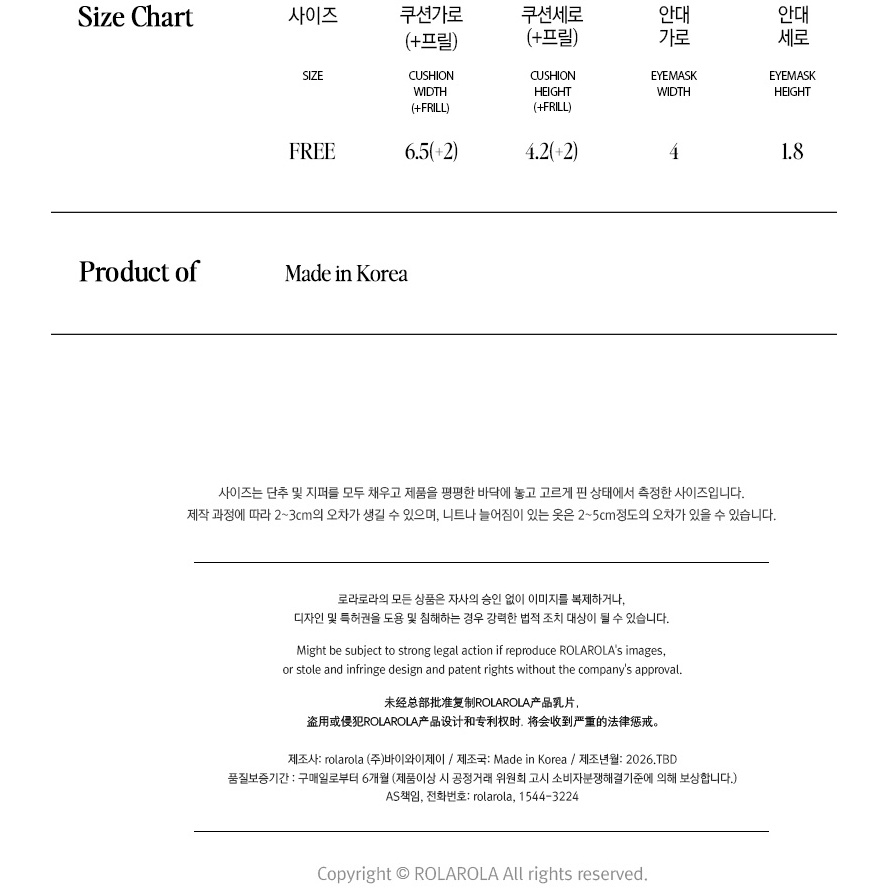 Size Chart
사이즈 쿠션가로 쿠션세로 안대 안대
(+프릴) (+프릴) 가로 세로
SIZE CUSHION CUSHION EYEMASK EYEMASK
WIDTH HEIGHT WIDTH HEIGHT
(+FRILL) (+FRILL)
FREE 6.5(+2) 4.2(+2) 4 1.8
Product of Made in Korea
사이즈는 단추 및 지퍼를 모두 채우고 제품을 평평한 바닥에 놓고 고르게 핀 상태에서 측정한 사이즈입니다.
제작 과정에 따라 2~3cm의 오차가 생길 수 있으며, 니트나 늘어짐이 있는 옷은 2~5cm정도의 오차가 있을 수 있습니다.
로라로라의 모든 상품은 자사의 승인 없이 이미지를 복제하거나,
디자인 및 특허권을 도용 및 침해하는 경우 강력한 법적 조치 대상이 될 수 있습니다.
Might be subject to strong legal action if reproduce ROLAROLA's images,
or stole and infringe design and patent rights without the company's approval.
未经总部批准复制ROLAROLA产品乳片,
盗用或侵犯ROLAROLA产品设计和专利权时. 将会收到严重的法律惩戒。
제조사: rolarola (주)바이와이제이 / 제조국: Made in Korea / 제조년월: 2026.TBD
품질보증기간 : 구매일로부터 6개월 (제품이상 시 공정거래 위원회 고시 소비자분쟁해결기준에 의해 보상합니다.)
AS책임, 전화번호: rolarola, 1544-3224
Copyright © ROLAROLA All rights reserved.